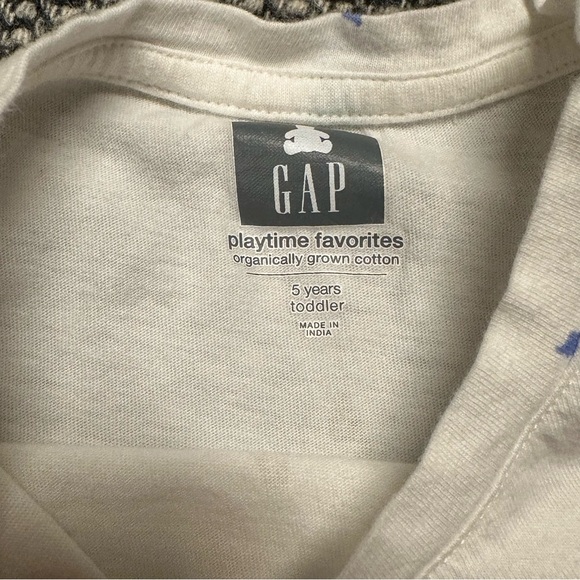 GAP
playtime favorites
organically grown cotton
5 years
toddler
MADE IN
INDIA